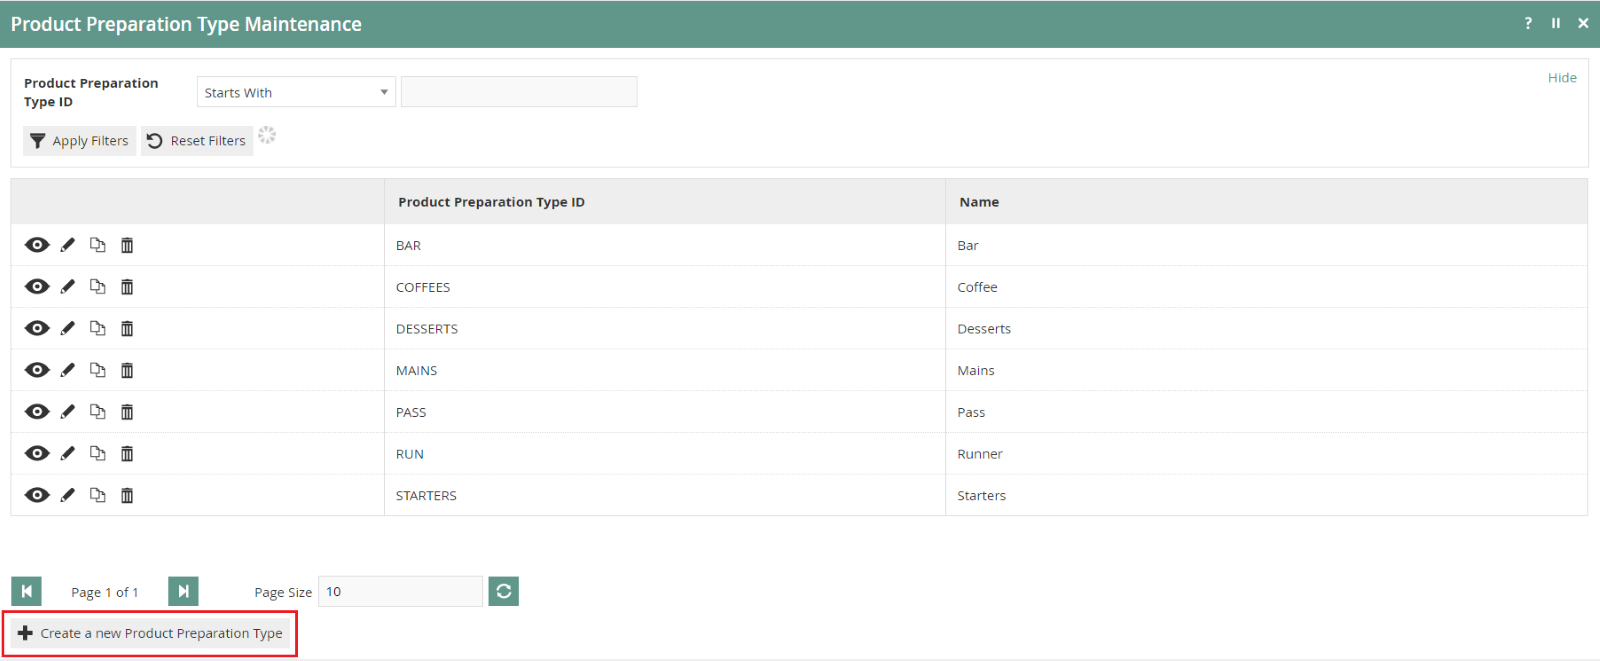 Product Preparation Type Maintenance
?
Product Preparation
Type ID
Starts With
Hide
Apply Filters
Reset Filters
Product Preparation Type ID
Name
BAR
Bar
COFFEES
Coffee
DESSERTS
Desserts
MAINS
Mains
PASS
Pass
RUN
Runner
STARTERS
Starters
Page 1 of 1
Page Size
10
Create a new Product Preparation Type